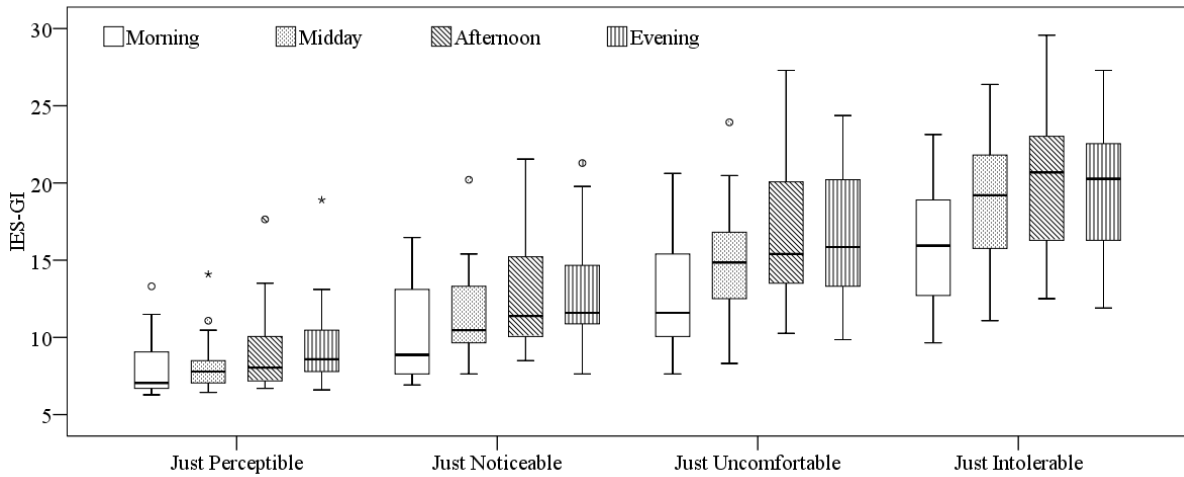 Morning Midday Afternoon Evening
IES-GI
30
25
20
15
10
5
Just Perceptible Just Noticeable Just Uncomfortable Just Intolerable